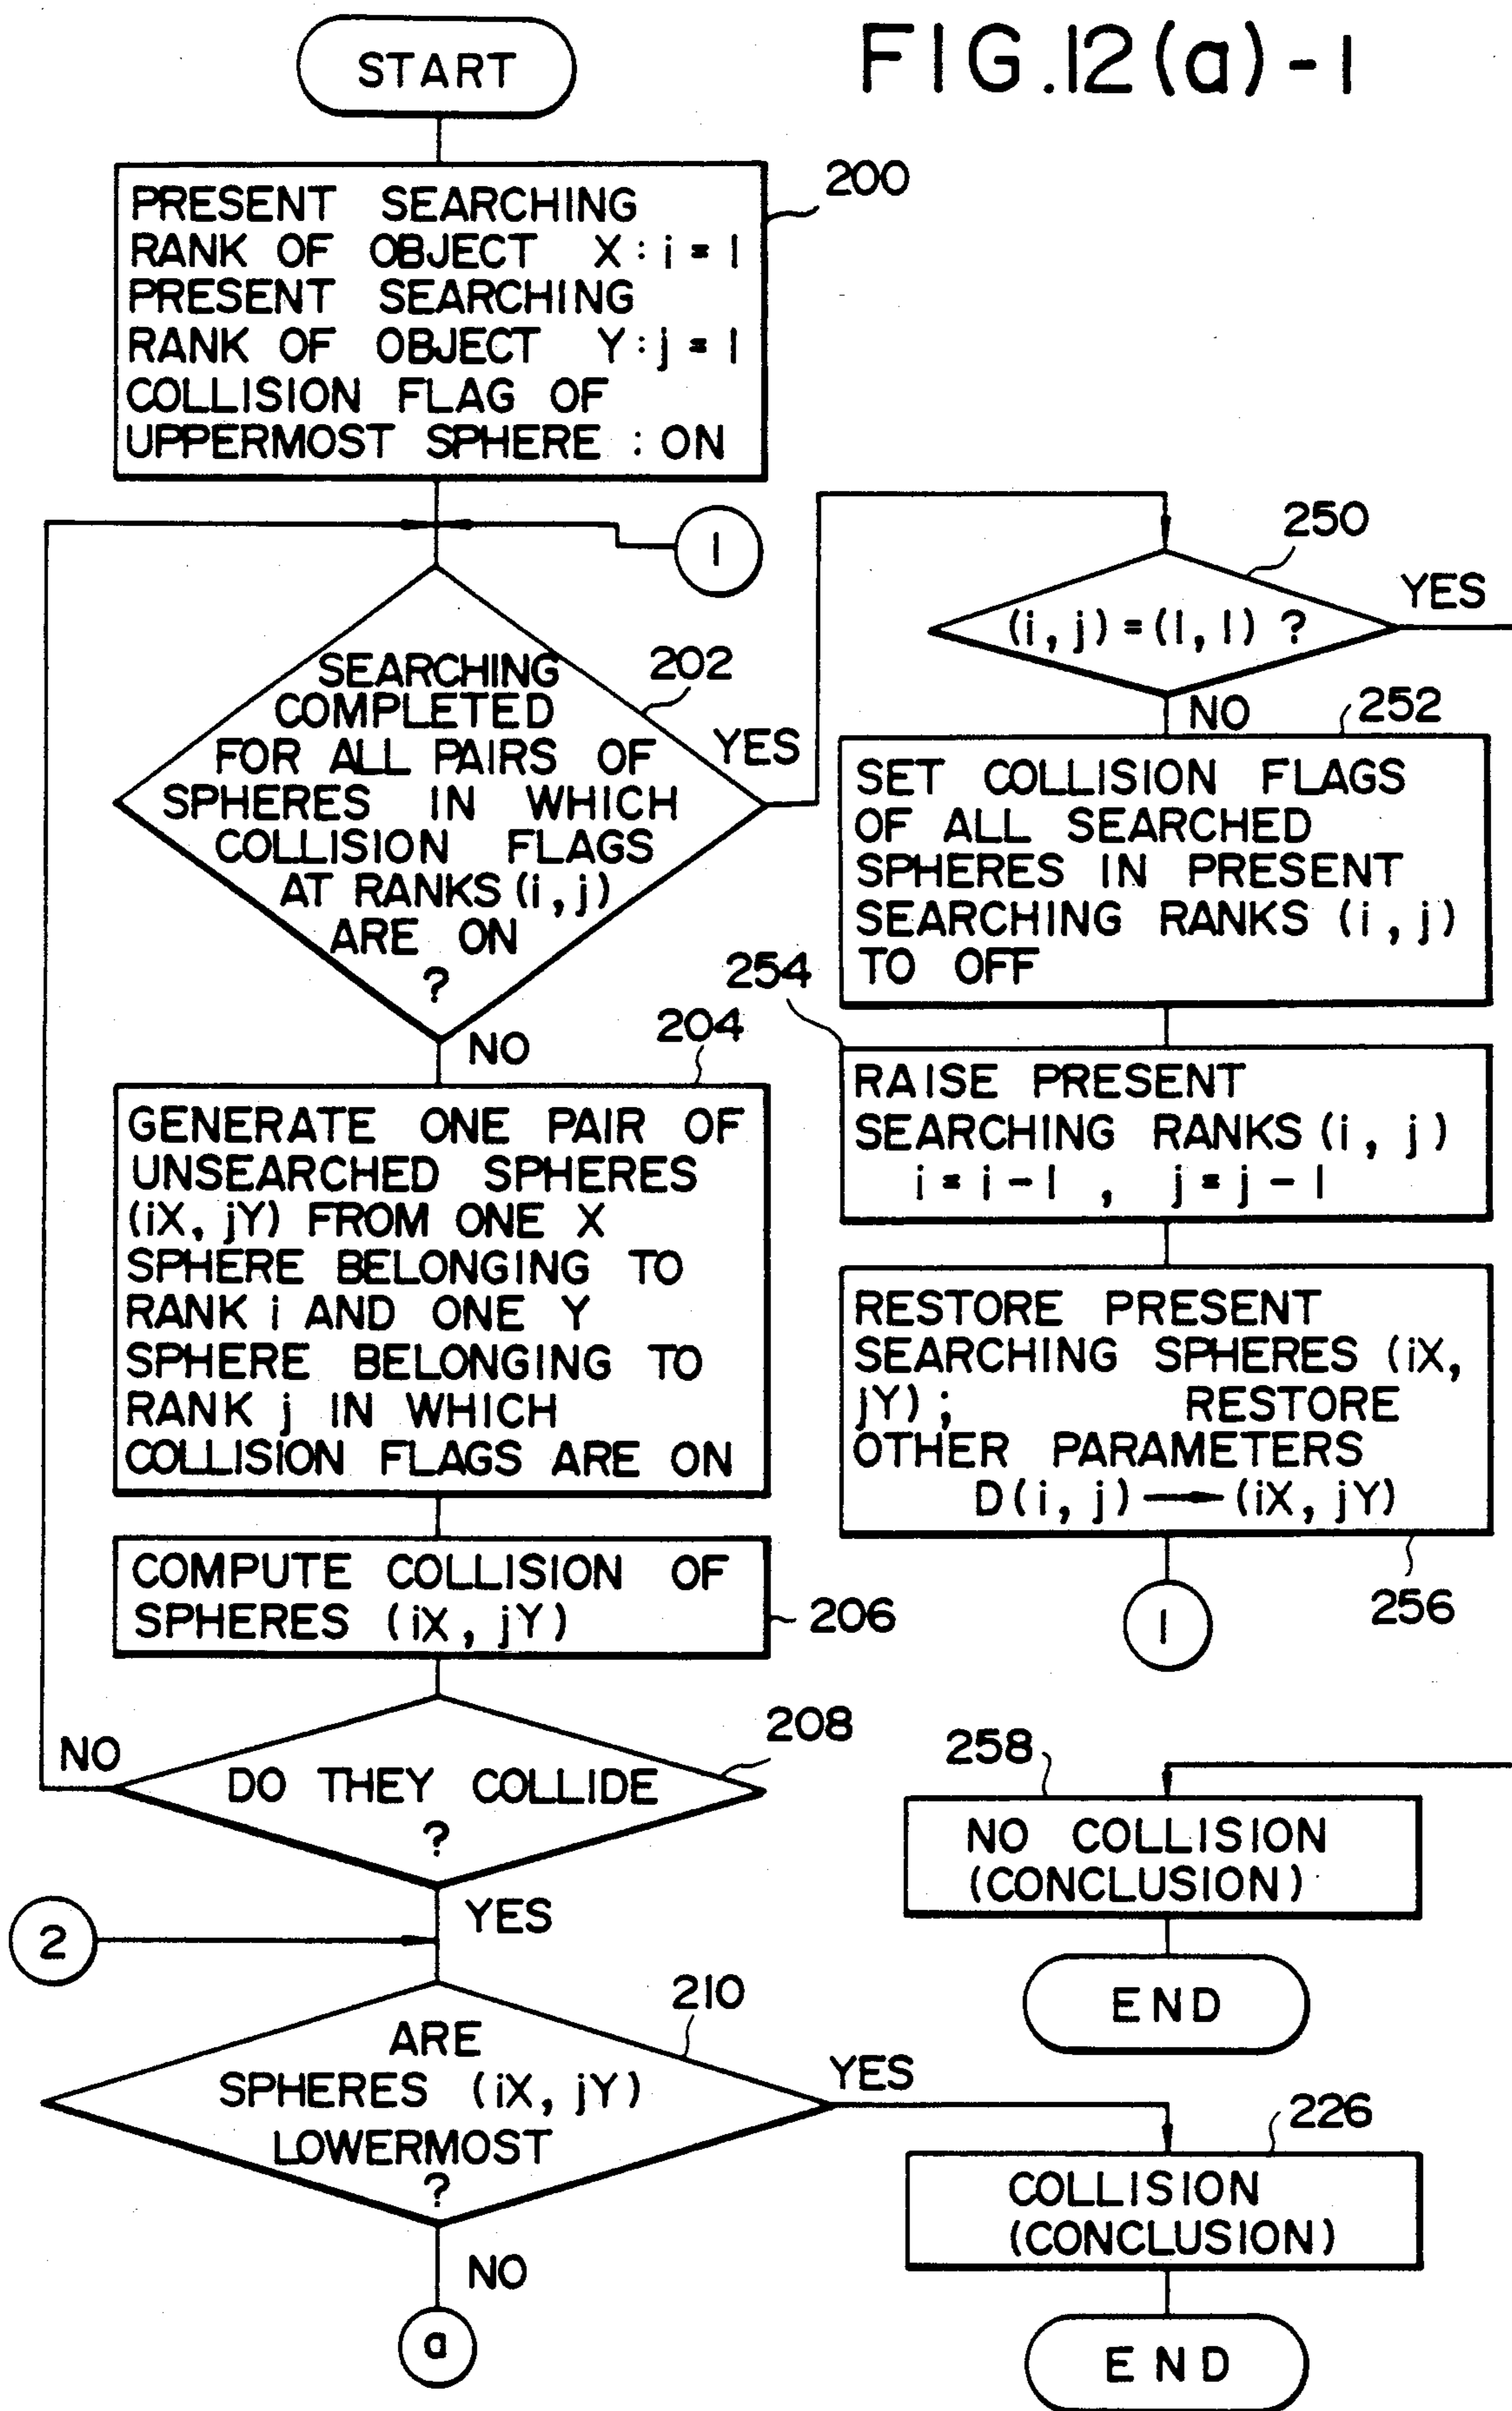 FIG.12(a)-1
START
200
PRESENT SEARCHING
RANK OF OBJECT X:i=1
PRESENT SEARCHING
RANK OF OBJECT Y:j=1
COLLISION FLAG OF
UPPERMOST SPHERE : ON
1
202
SEARCHING
COMPLETED
FOR ALL PAIRS OF
SPHERES IN WHICH
COLLISION FLAGS
AT RANKS (i,j)
ARE ON
?
YES
NO
204
GENERATE ONE PAIR OF
UNSEARCHED SPHERES
(iX, jY) FROM ONE X
SPHERE BELONGING TO
RANK i AND ONE Y
SPHERE BELONGING TO
RANK j IN WHICH
COLLISION FLAGS ARE ON
COMPUTE COLLISION OF
SPHERES (iX, jY)
206
208
DO THEY COLLIDE
?
NO
YES
2
210
ARE
SPHERES (iX, jY)
LOWERMOST
?
YES
NO
a
250
(i, j)=(1, 1) ?
YES
NO
252
SET COLLISION FLAGS
OF ALL SEARCHED
SPHERES IN PRESENT
SEARCHING RANKS (i, j)
TO OFF
254
RAISE PRESENT
SEARCHING RANKS (i, j)
i=i-1 , j=j-1
RESTORE PRESENT
SEARCHING SPHERES (iX,
jY); RESTORE
OTHER PARAMETERS
D(i, j) → (iX, jY)
256
1
258
NO COLLISION
(CONCLUSION)
END
226
COLLISION
(CONCLUSION)
END